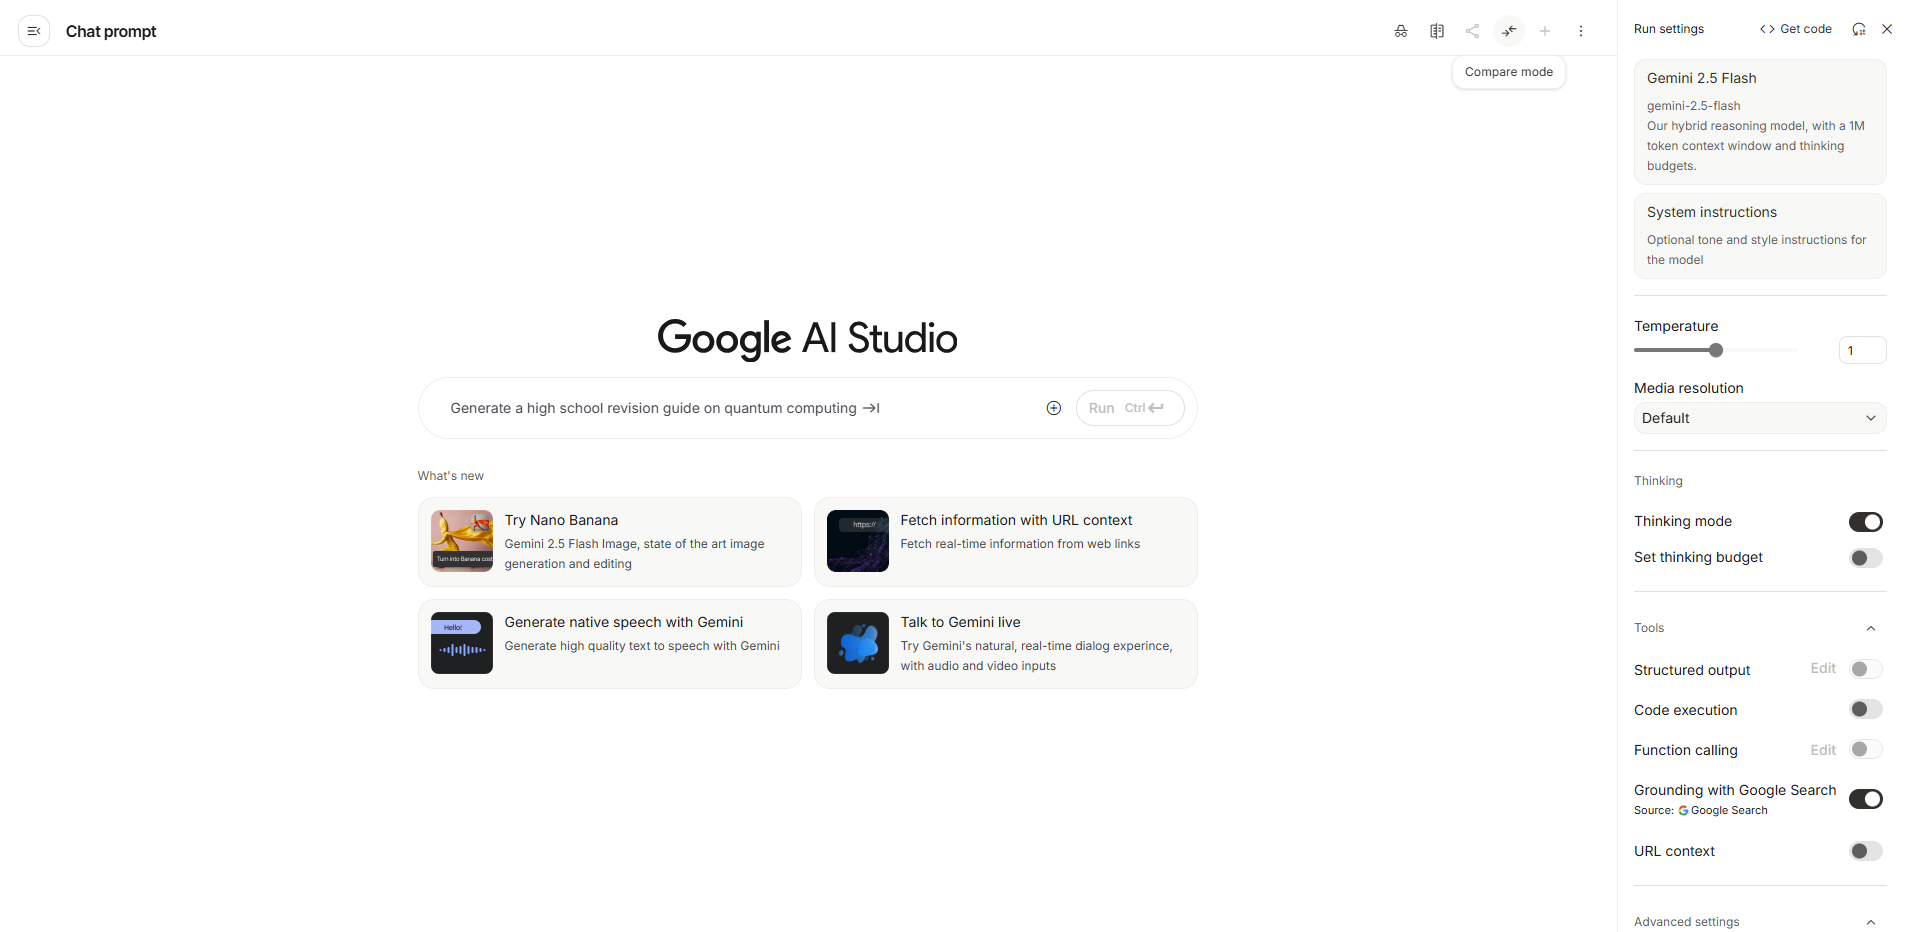 Chat prompt
Compare mode
Google AI Studio
Generate a high school revision guide on quantum computing
Run Ctrl
What's new
Try Nano Banana
Gemini 2.5 Flash Image, state of the art image
generation and editing
Turn into Banana cost
Fetch information with URL context
Fetch real-time information from web links
https://
Generate native speech with Gemini
Generate high quality text to speech with Gemini
Hello!
Talk to Gemini live
Try Gemini's natural, real-time dialog experince,
with audio and video inputs
Run settings
Get code
Gemini 2.5 Flash
gemini-2.5-flash
Our hybrid reasoning model, with a 1M
token context window and thinking
budgets.
System instructions
Optional tone and style instructions for
the model
Temperature
1
Media resolution
Default
Thinking
Thinking mode
Set thinking budget
Tools
Structured output Edit
Code execution
Function calling Edit
Grounding with Google Search
Source: Google Search
URL context
Advanced settings